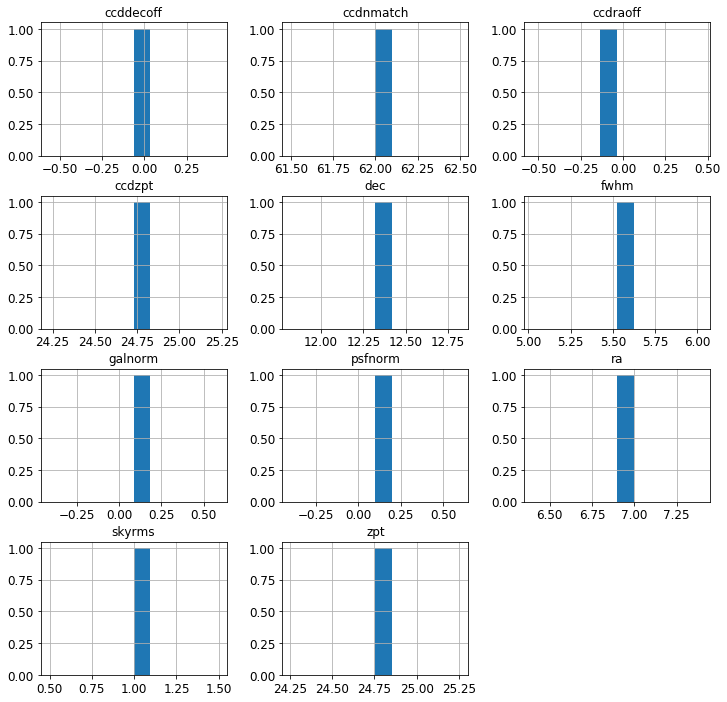 ccddecoff ccdnmatch ccdraoff
1.00 1.00 1.00
0.75 0.75 0.75
0.50 0.50 0.50
0.25 0.25 0.25
0.00 0.00 0.00
−0.50 −0.25 0.00 0.25 61.50 61.75 62.00 62.25 62.50 −0.50 −0.25 0.00 0.25 0.50
ccdzpt dec fwhm
1.00 1.00 1.00
0.75 0.75 0.75
0.50 0.50 0.50
0.25 0.25 0.25
0.00 0.00 0.00
24.25 24.50 24.75 25.00 25.25 12.00 12.25 12.50 12.75 5.00 5.25 5.50 5.75 6.00
galnorm psfnorm ra
1.00 1.00 1.00
0.75 0.75 0.75
0.50 0.50 0.50
0.25 0.25 0.25
0.00 0.00 0.00
−0.25 0.00 0.25 0.50 −0.25 0.00 0.25 0.50 6.50 6.75 7.00 7.25
skyrms zpt
1.00 1.00
0.75 0.75
0.50 0.50
0.25 0.25
0.00 0.00
0.50 0.75 1.00 1.25 1.50 24.25 24.50 24.75 25.00 25.25